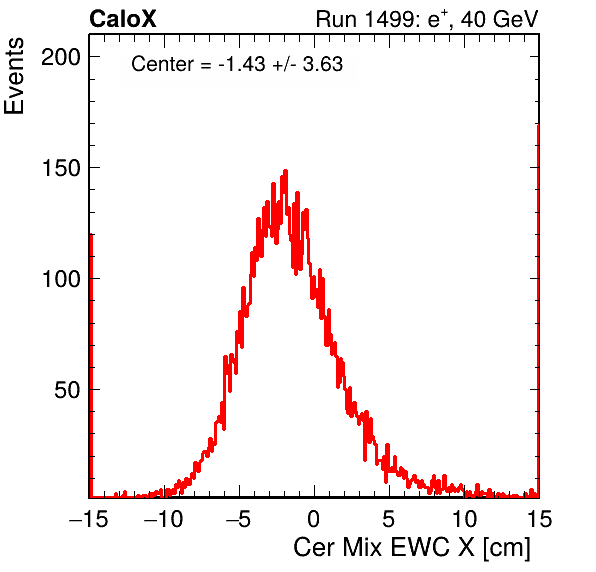 CaloX Run 1499: e⁺, 40 GeV
Events
Center = -1.43 +/- 3.63
200
150
100
50
−15 −10 −5 0 5 10 15
Cer Mix EWC X [cm]